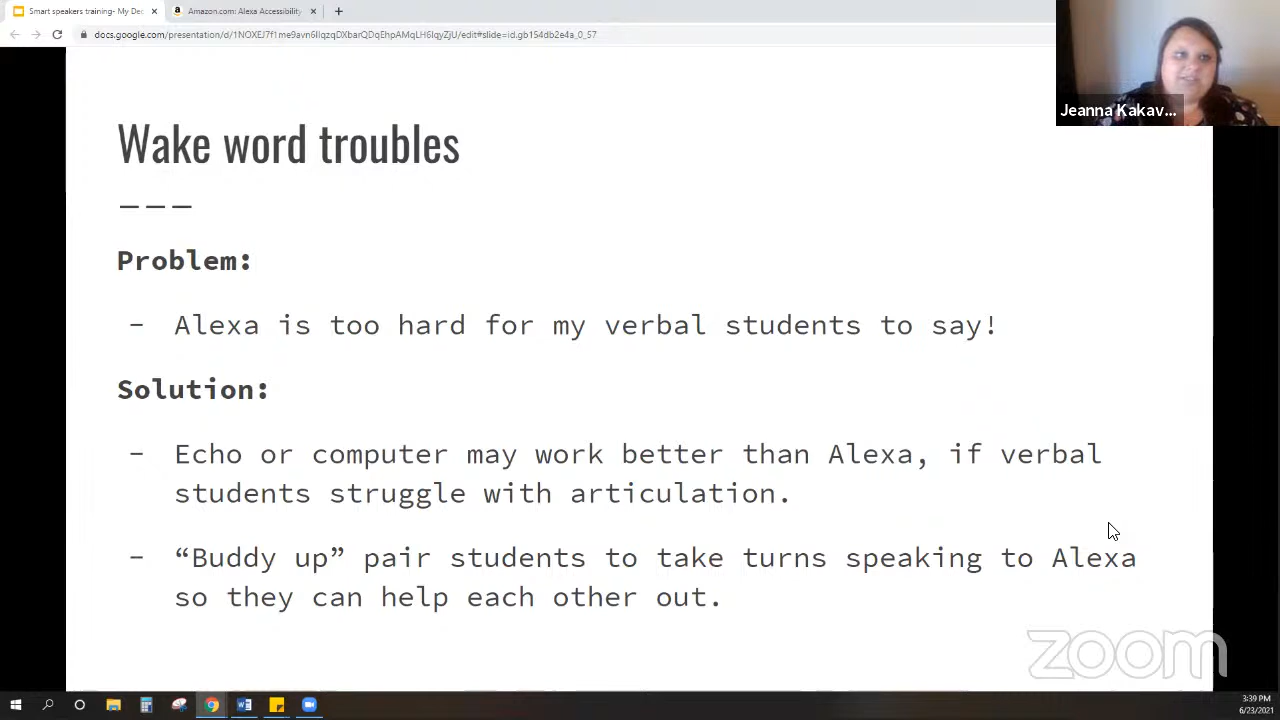 Smart speakers training- My Dec
Amazon.com: Alexa Accessibility
Jeanna Kakav...
Wake word troubles
Problem:
- Alexa is too hard for my verbal students to say!
Solution:
- Echo or computer may work better than Alexa, if verbal
students struggle with articulation.
- “Buddy up” pair students to take turns speaking to Alexa
so they can help each other out.
zoom
3:39 PM
6/23/2021